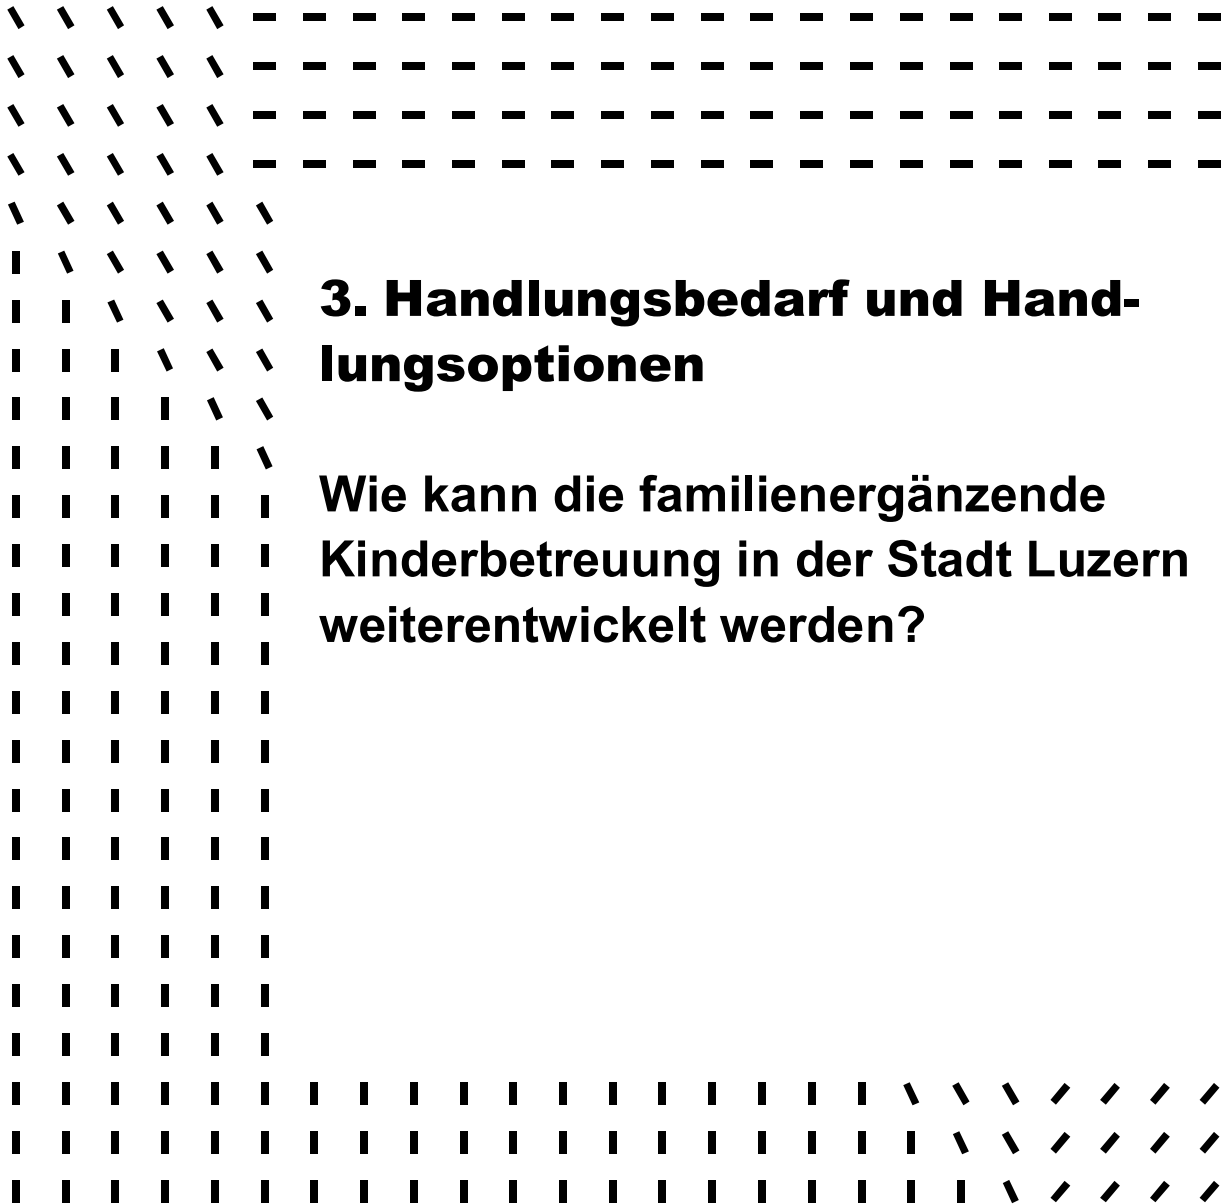 3. Handlungsbedarf und Hand-
lungsoptionen
Wie kann die familienergänzende
Kinderbetreuung in der Stadt Luzern
weiterentwickelt werden?